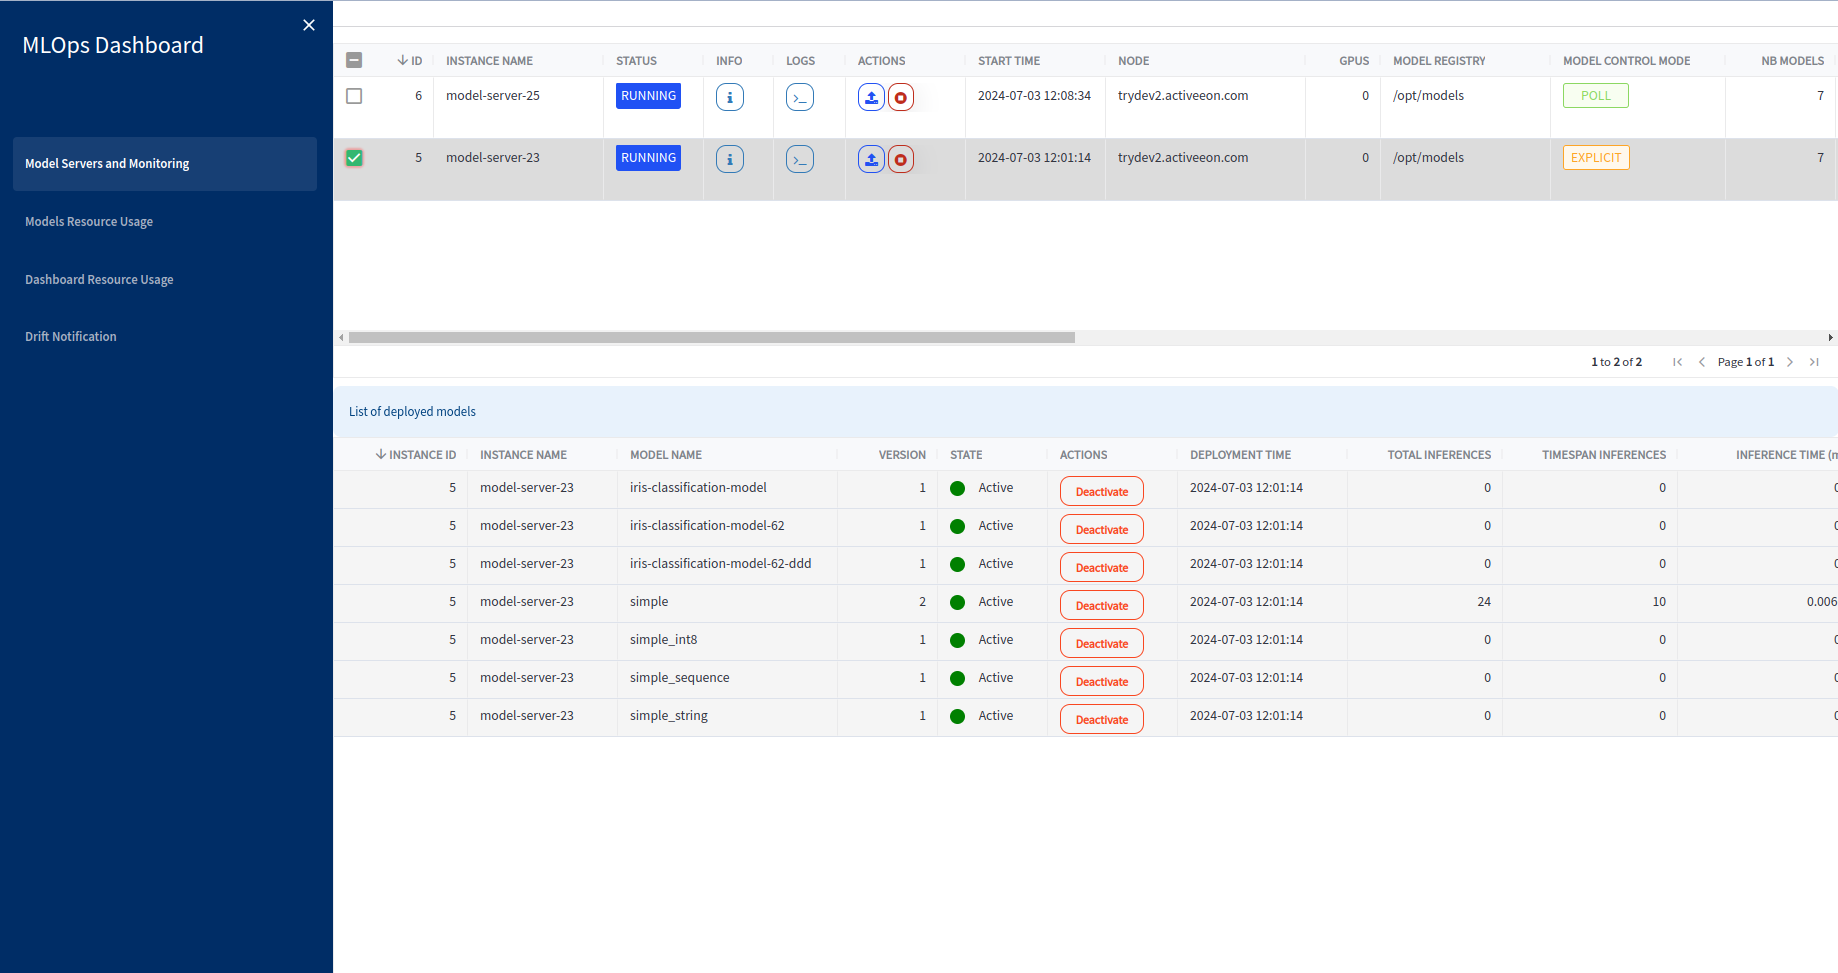 MLOps Dashboard
Model Servers and Monitoring
Models Resource Usage
Dashboard Resource Usage
Drift Notification
ID INSTANCE NAME STATUS INFO LOGS ACTIONS START TIME NODE GPUS MODEL REGISTRY MODEL CONTROL MODE NB MODELS
6 model-server-25 RUNNING i >_ 2024-07-03 12:08:34 trydev2.activeeon.com 0 /opt/models POLL 7
5 model-server-23 RUNNING i >_ 2024-07-03 12:01:14 trydev2.activeeon.com 0 /opt/models EXPLICIT 7
1 to 2 of 2 Page 1 of 1
List of deployed models
INSTANCE ID INSTANCE NAME MODEL NAME VERSION STATE ACTIONS DEPLOYMENT TIME TOTAL INFERENCES TIMESPAN INFERENCES INFERENCE TIME (m
5 model-server-23 iris-classification-model 1 Active Deactivate 2024-07-03 12:01:14 0 0 0
5 model-server-23 iris-classification-model-62 1 Active Deactivate 2024-07-03 12:01:14 0 0 0
5 model-server-23 iris-classification-model-62-ddd 1 Active Deactivate 2024-07-03 12:01:14 0 0 0
5 model-server-23 simple 2 Active Deactivate 2024-07-03 12:01:14 24 10 0.006
5 model-server-23 simple_int8 1 Active Deactivate 2024-07-03 12:01:14 0 0 0
5 model-server-23 simple_sequence 1 Active Deactivate 2024-07-03 12:01:14 0 0 0
5 model-server-23 simple_string 1 Active Deactivate 2024-07-03 12:01:14 0 0 0